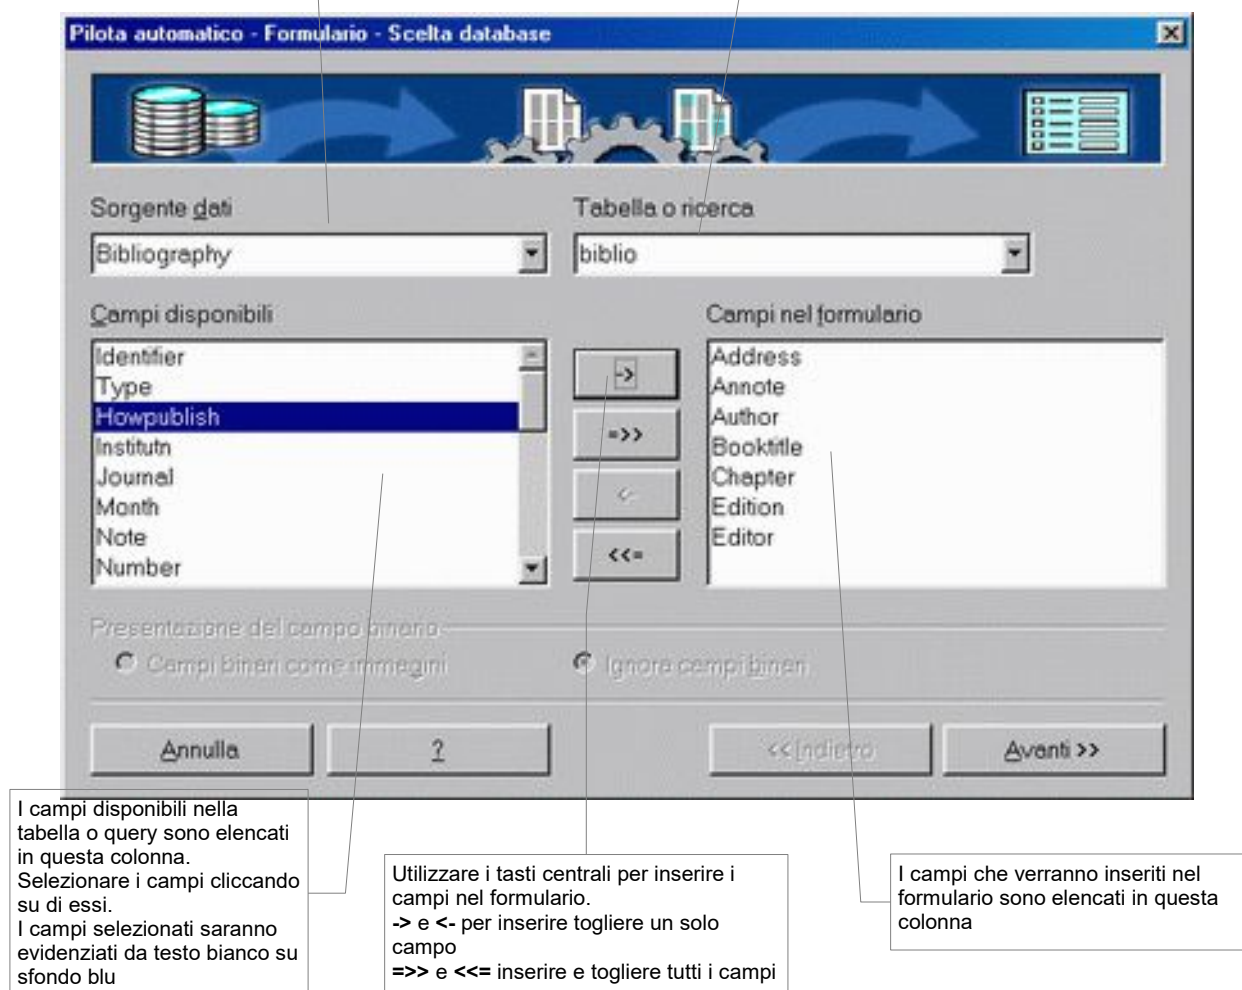 Pilota automatico - Formulario - Scelta database
Sorgente dati
Tabella o ricerca
Bibliography
biblio
Campi disponibili
Campi nel formulario
Identifier
Type
Howpublish
Institutn
Journal
Month
Note
Number
->
=>>
<-
<<=
Address
Annote
Author
Booktitle
Chapter
Edition
Editor
Presentazione del campo binario
Campi binari come immagini
Ignora campi binari
Annulla
?
<< Indietro
Avanti >>
I campi disponibili nella
tabella o query sono elencati
in questa colonna.
Selezionare i campi cliccando
su di essi.
I campi selezionati saranno
evidenziati da testo bianco su
sfondo blu
Utilizzare i tasti centrali per inserire i
campi nel formulario.
-> e <- per inserire togliere un solo
campo
=>> e <<= inserire e togliere tutti i campi
I campi che verranno inseriti nel
formulario sono elencati in questa
colonna